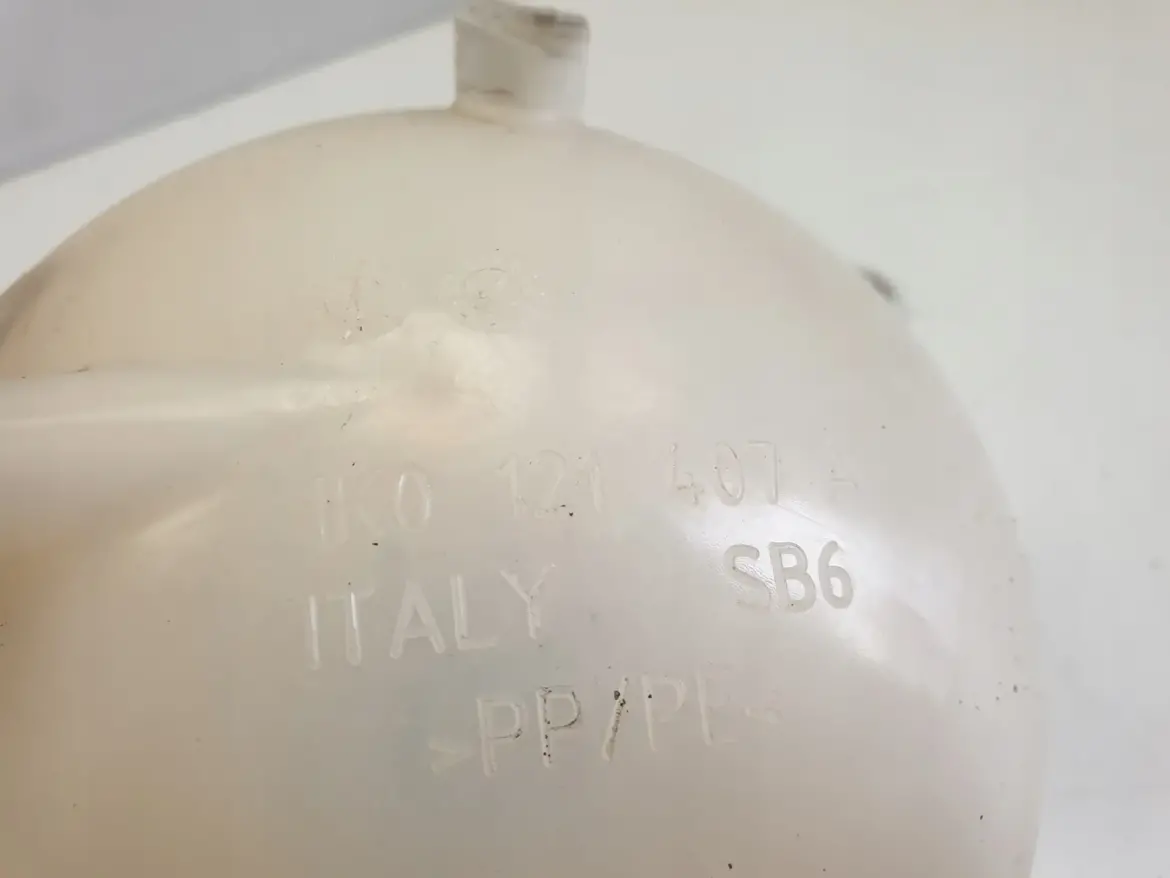 1K0 121 407 A
SB6
ITALY
>PP/PE<